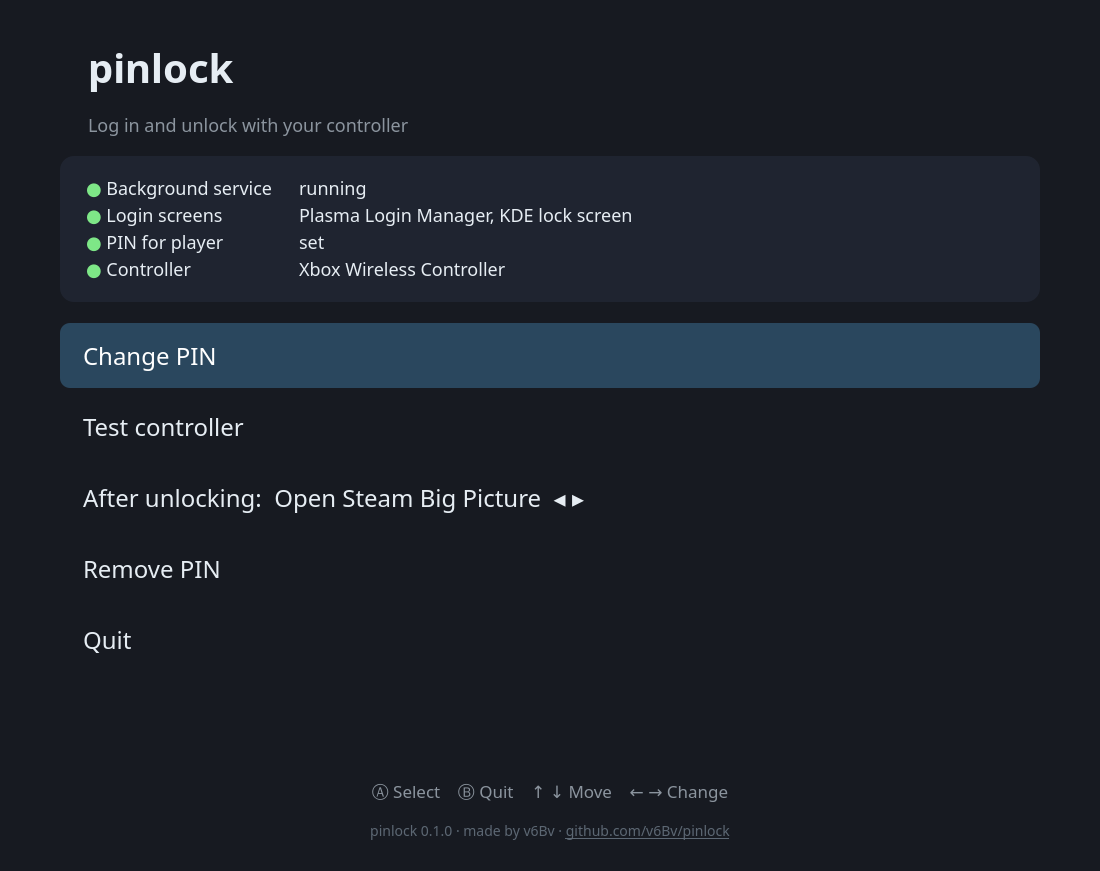 pinlock
Log in and unlock with your controller
● Background service running
● Login screens Plasma Login Manager, KDE lock screen
● PIN for player set
● Controller Xbox Wireless Controller
Change PIN
Test controller
After unlocking: Open Steam Big Picture ◂ ▸
Remove PIN
Quit
Ⓐ Select Ⓑ Quit ↑ ↓ Move ← → Change
pinlock 0.1.0 · made by v6Bv · github.com/v6Bv/pinlock